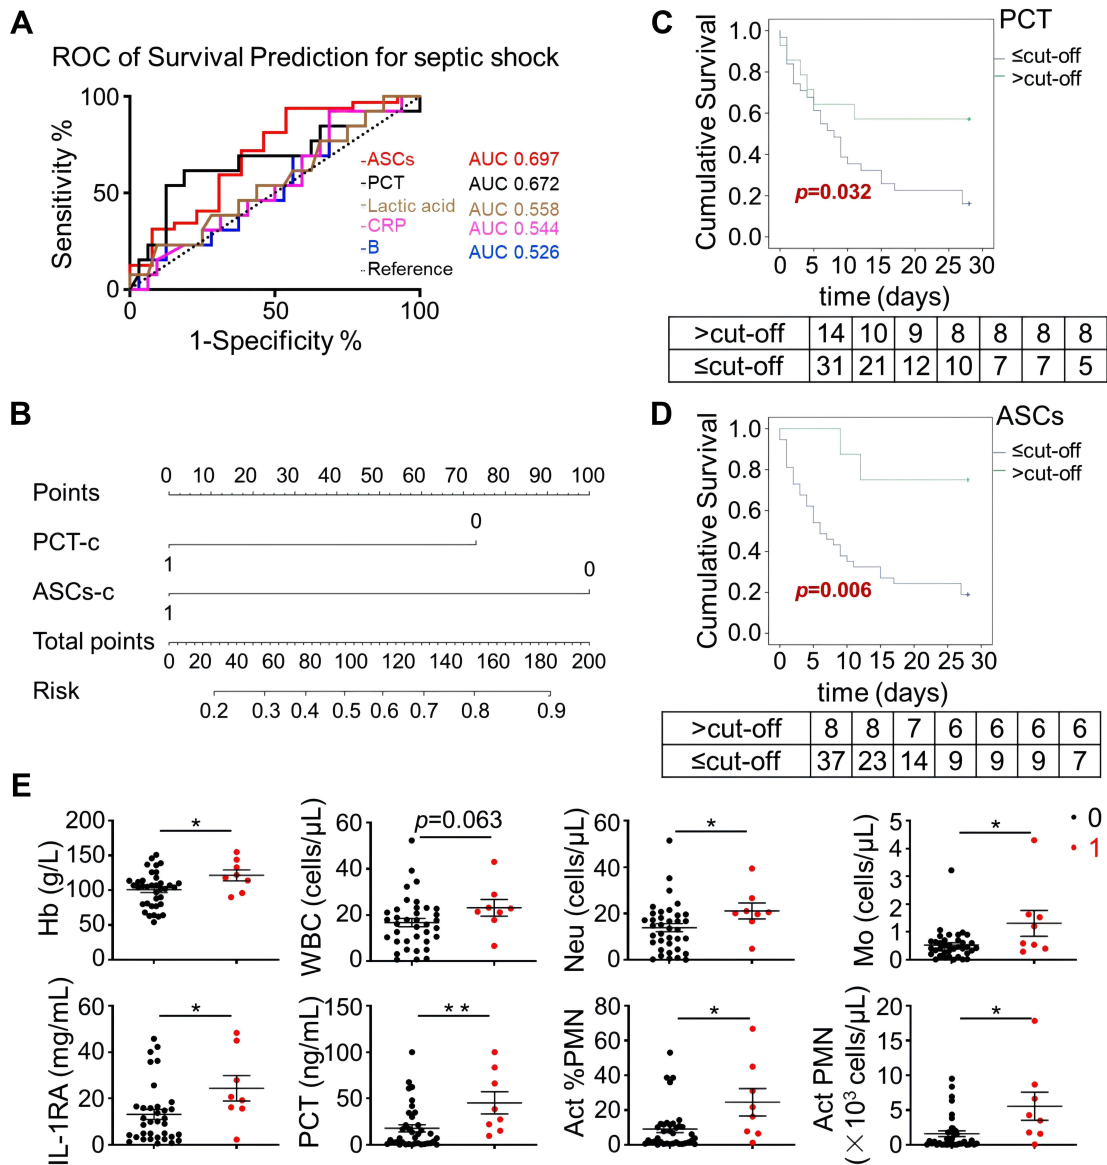 A
ROC of Survival Prediction for septic shock
100
50
0
Sensitivity %
0 50 100
1-Specificity %
-ASCs AUC 0.697
-PCT AUC 0.672
-Lactic acid AUC 0.558
-CRP AUC 0.544
-B AUC 0.526
Reference
B
0 10 20 30 40 50 60 70 80 90 100
Points
0
PCT-c
1
0
ASCs-c
1
Total points
0 20 40 60 80 100 120 140 160 180 200
Risk
0.2 0.3 0.4 0.5 0.6 0.7 0.8 0.9
C
PCT
≤cut-off
>cut-off
Cumulative Survival
1.0
0.8
0.6
0.4
0.2
0.0
p=0.032
0 5 10 15 20 25 30
time (days)
>cut-off 14 10 9 8 8 8 8
≤cut-off 31 21 12 10 7 7 5
D
ASCs
≤cut-off
>cut-off
Cumulative Survival
1.0
0.8
0.6
0.4
0.2
0.0
p=0.006
0 5 10 15 20 25 30
time (days)
>cut-off 8 8 7 6 6 6 6
≤cut-off 37 23 14 9 9 9 7
E
Hb (g/L)
200
150
100
50
0
*
WBC (cells/μL)
60
40
20
0
p=0.063
Neu (cells/μL)
60
40
20
0
*
Mo (cells/μL)
5
4
3
2
1
0
*
0
1
IL-1RA (mg/mL)
60
40
20
0
*
PCT (ng/mL)
150
100
50
0
* *
Act %PMN
80
60
40
20
0
*
Act PMN
(×10³ cells/μL)
20
15
10
5
0
*